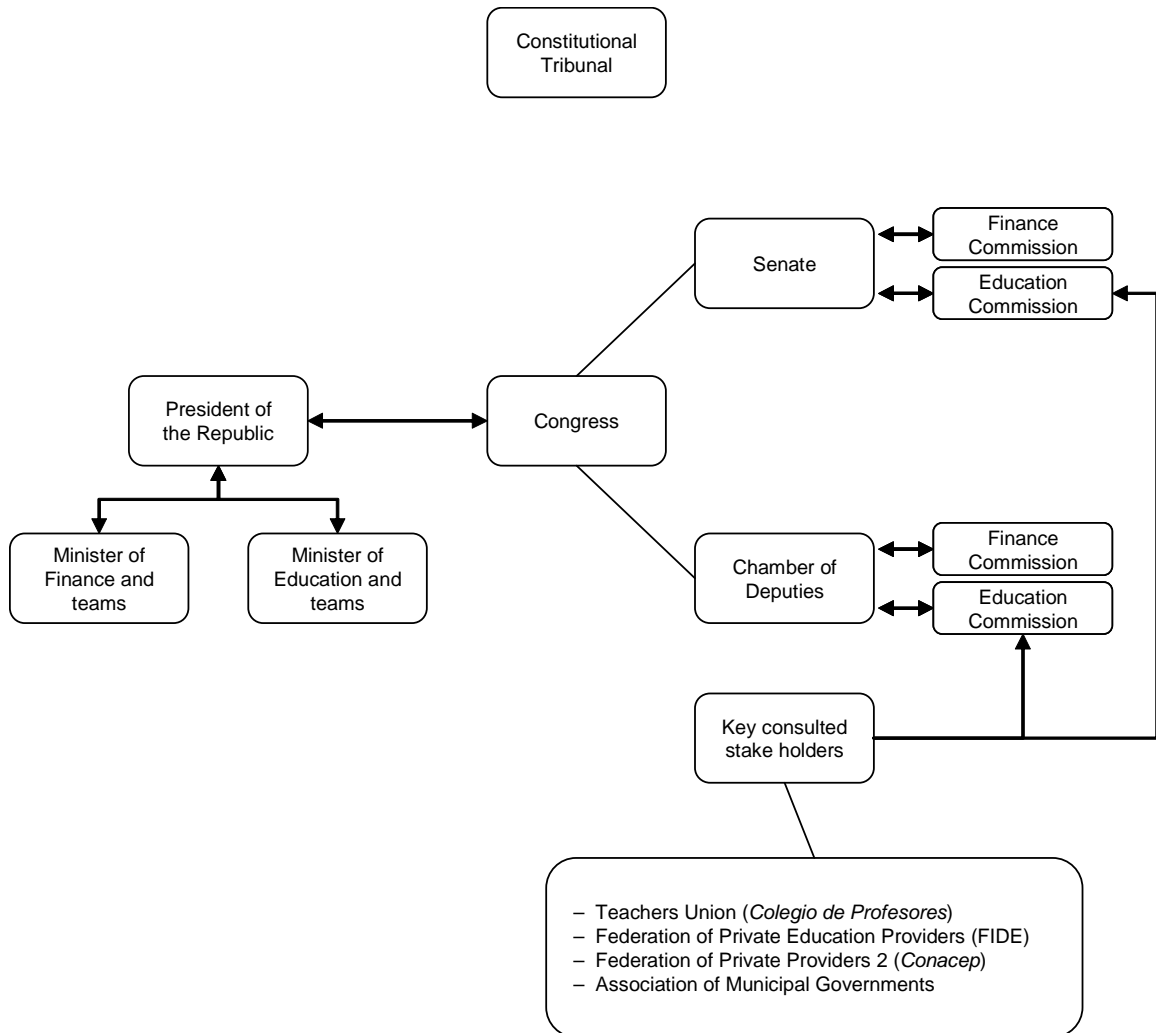 Constitutional
Tribunal
Senate
Finance
Commission
Education
Commission
President of
the Republic
Congress
Minister of
Finance and
teams
Minister of
Education and
teams
Chamber of
Deputies
Finance
Commission
Education
Commission
Key consulted
stake holders
– Teachers Union (Colegio de Profesores)
– Federation of Private Education Providers (FIDE)
– Federation of Private Providers 2 (Conacep)
– Association of Municipal Governments